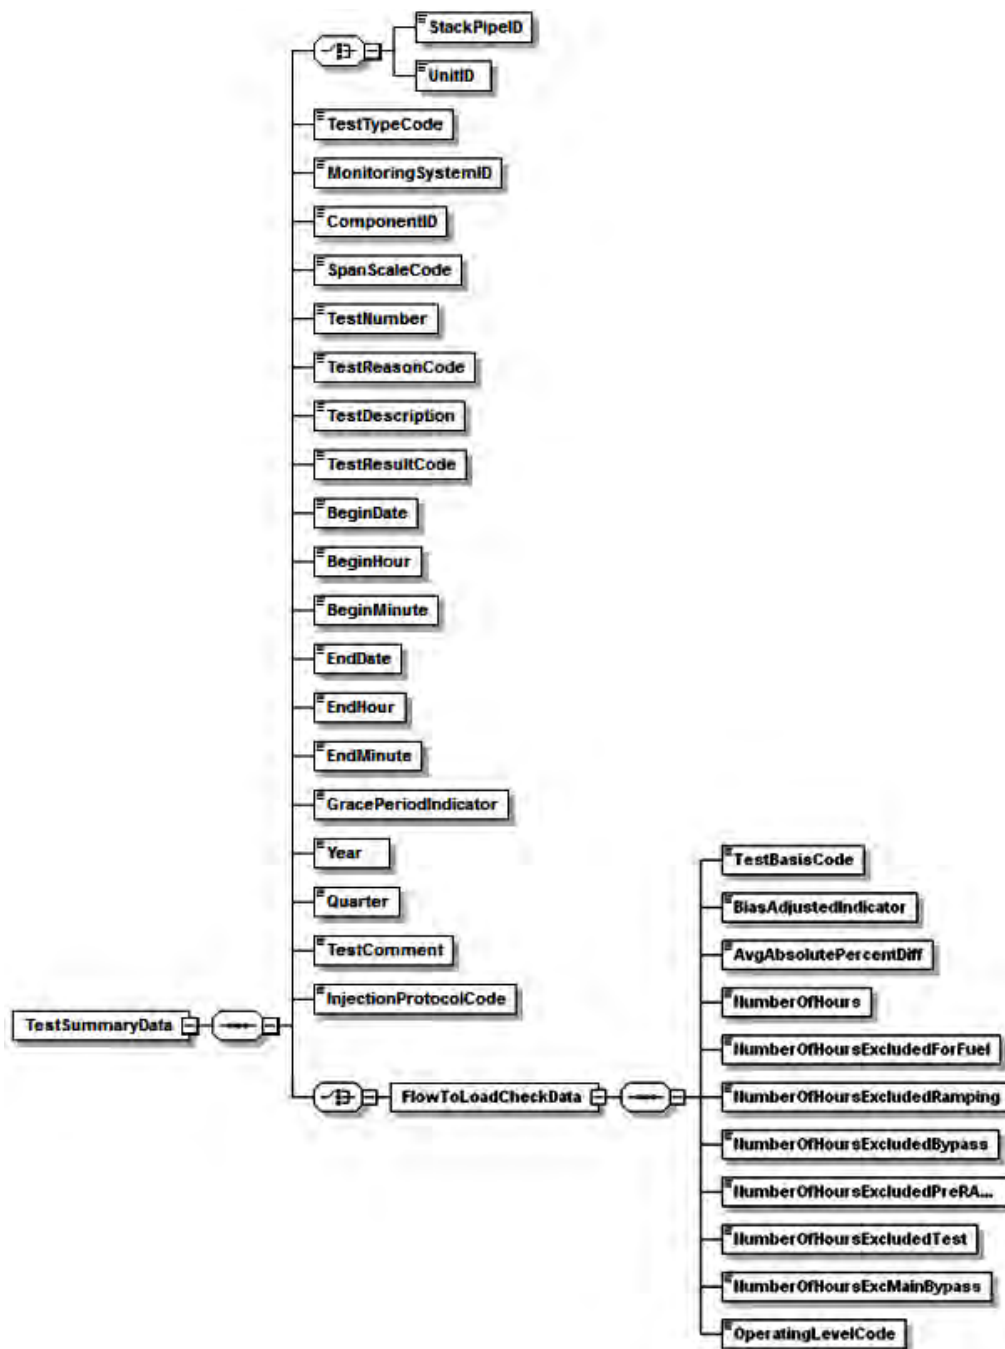 StackPipeID
UnitID
TestTypeCode
MonitoringSystemID
ComponentID
SpanScaleCode
TestNumber
TestReasonCode
TestDescription
TestResultCode
BeginDate
BeginHour
BeginMinute
EndDate
EndHour
EndMinute
GracePeriodIndicator
Year
Quarter
TestComment
InjectionProtocolCode
TestSummaryData
FlowToLoadCheckData
TestBasisCode
BiasAdjustedIndicator
AvgAbsolutePercentDiff
NumberOfHours
NumberOfHoursExcludedForFuel
NumberOfHoursExcludedRamping
NumberOfHoursExcludedBypass
NumberOfHoursExcludedPreRA...
NumberOfHoursExcludedTest
NumberOfHoursExcMainBypass
OperatingLevelCode